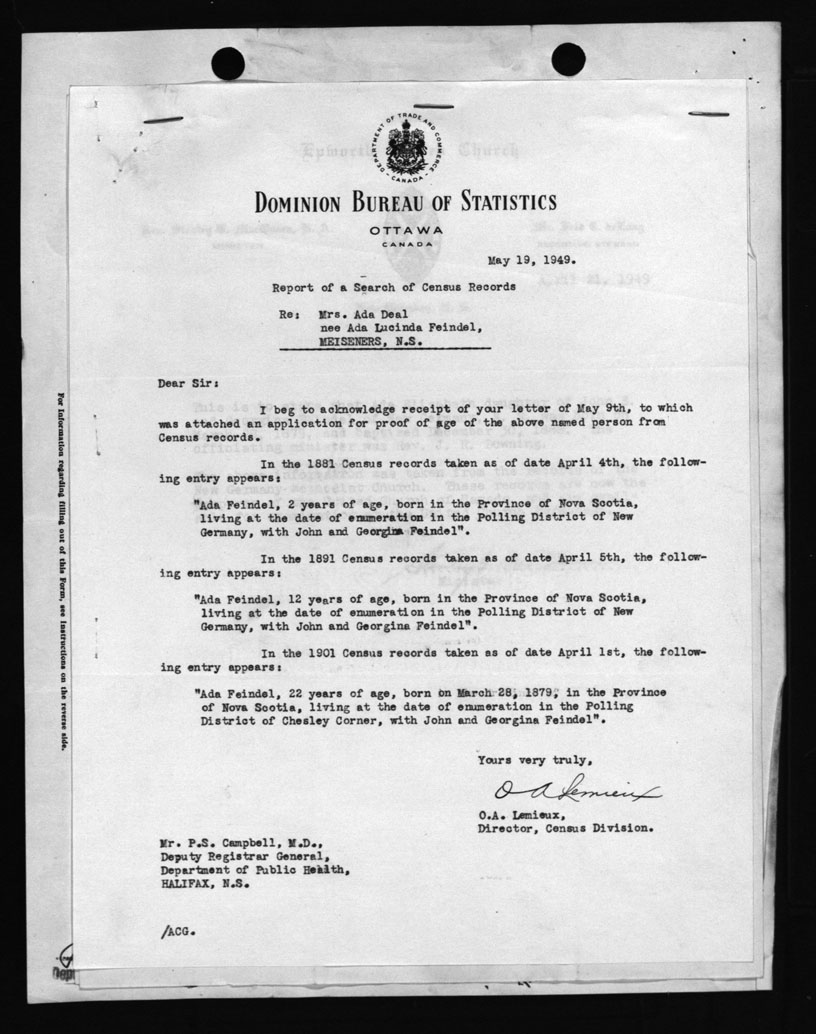 DEPARTMENT OF TRADE AND COMMERCE
CANADA
DOMINION BUREAU OF STATISTICS
OTTAWA
CANADA
May 19, 1949.
Report of a Search of Census Records
Re: Mrs. Ada Deal
nee Ada Lucinda Feindel,
MEISENERS, N.S.
Dear Sir:
I beg to acknowledge receipt of your letter of May 9th, to which
was attached an application for proof of age of the above named person from
Census records.
In the 1881 Census records taken as of date April 4th, the follow-
ing entry appears:
"Ada Feindel, 2 years of age, born in the Province of Nova Scotia,
living at the date of enumeration in the Polling District of New
Germany, with John and Georgina Feindel".
In the 1891 Census records taken as of date April 5th, the follow-
ing entry appears:
"Ada Feindel, 12 years of age, born in the Province of Nova Scotia,
living at the date of enumeration in the Polling District of New
Germany, with John and Georgina Feindel".
In the 1901 Census records taken as of date April 1st, the follow-
ing entry appears:
"Ada Feindel, 22 years of age, born on March 28, 1879, in the Province
of Nova Scotia, living at the date of enumeration in the Polling
District of Chesley Corner, with John and Georgina Feindel".
Yours very truly,
O A Lemieux
O.A. Lemieux,
Director, Census Division.
Mr. P.S. Campbell, M.D.,
Deputy Registrar General,
Department of Public Health,
HALIFAX, N.S.
/ACG.
For information regarding filling out of this Form, see Instructions on the reverse side.